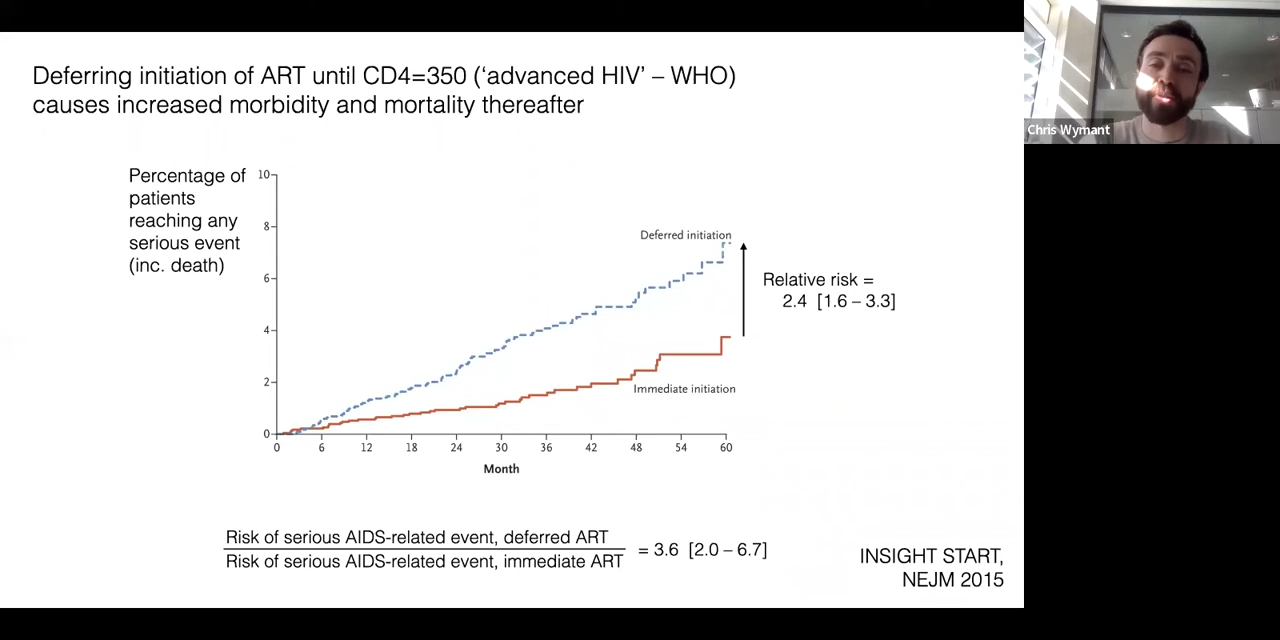 Deferring initiation of ART until CD4=350 (‘advanced HIV’ – WHO)
causes increased morbidity and mortality thereafter
Chris Wymant
Percentage of
patients
reaching any
serious event
(inc. death)
10
8
6
4
2
0
Deferred initiation
Relative risk =
2.4 [1.6 – 3.3]
Immediate initiation
0 6 12 18 24 30 36 42 48 54 60
Month
Risk of serious AIDS-related event, deferred ART
Risk of serious AIDS-related event, immediate ART
= 3.6 [2.0 – 6.7]
INSIGHT START,
NEJM 2015